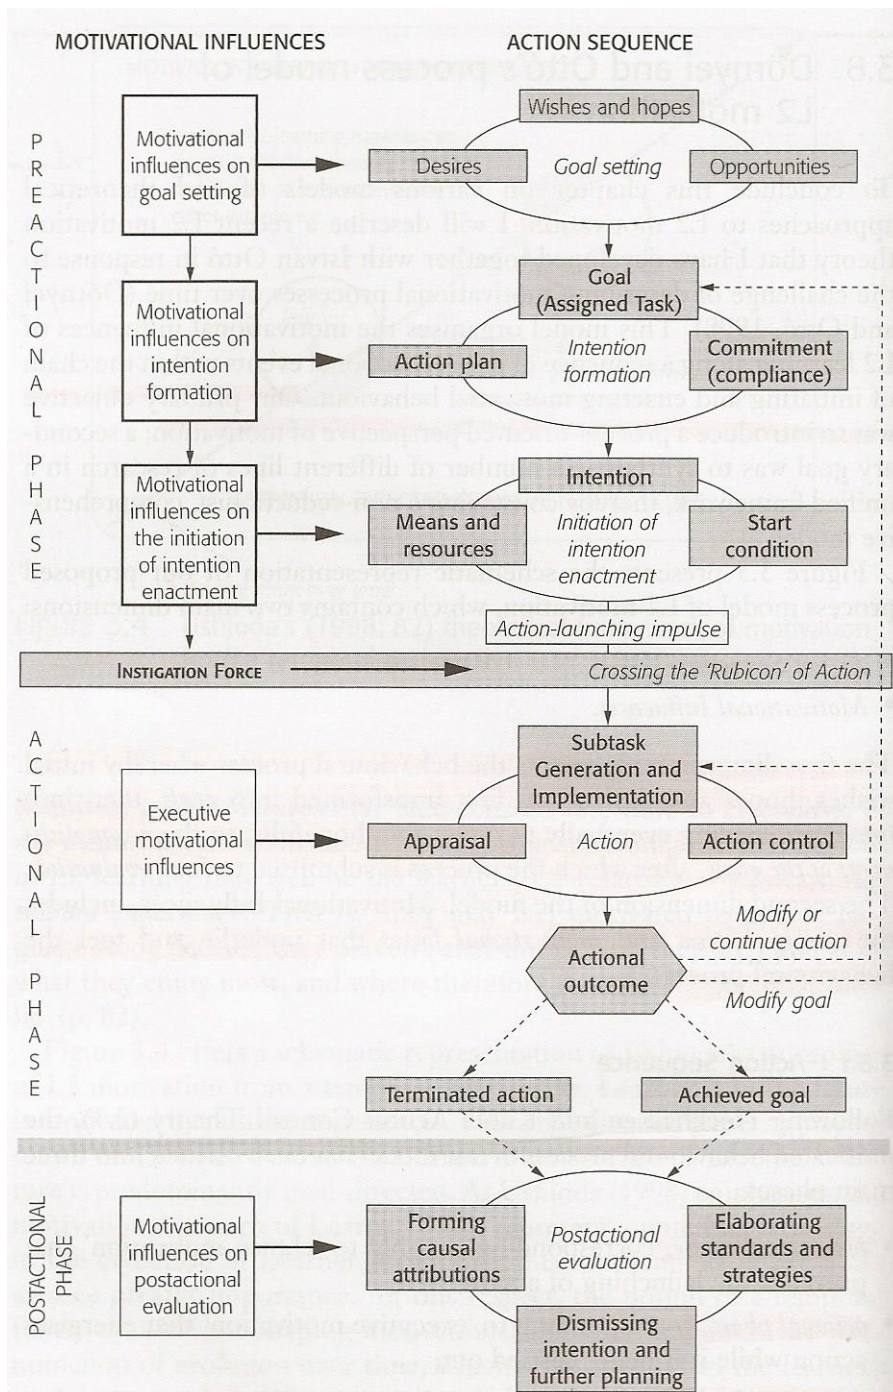 MOTIVATIONAL INFLUENCES
ACTION SEQUENCE
PREACTIONAL PHASE
Motivational
influences on
goal setting
Wishes and hopes
Desires
Goal setting
Opportunities
Motivational
influences on
intention
formation
Goal
(Assigned Task)
Action plan
Intention
formation
Commitment
(compliance)
Motivational
influences on
the initiation
of intention
enactment
Intention
Means and
resources
Initiation of
intention
enactment
Start
condition
Action-launching impulse
INSTIGATION FORCE
Crossing the 'Rubicon' of Action
ACTIONAL PHASE
Executive
motivational
influences
Subtask
Generation and
Implementation
Appraisal
Action
Action control
Actional
outcome
Modify or
continue action
Modify goal
Terminated action
Achieved goal
POSTACTIONAL
PHASE
Motivational
influences on
postactional
evaluation
Forming
causal
attributions
Postactional
evaluation
Elaborating
standards and
strategies
Dismissing
intention and
further planning